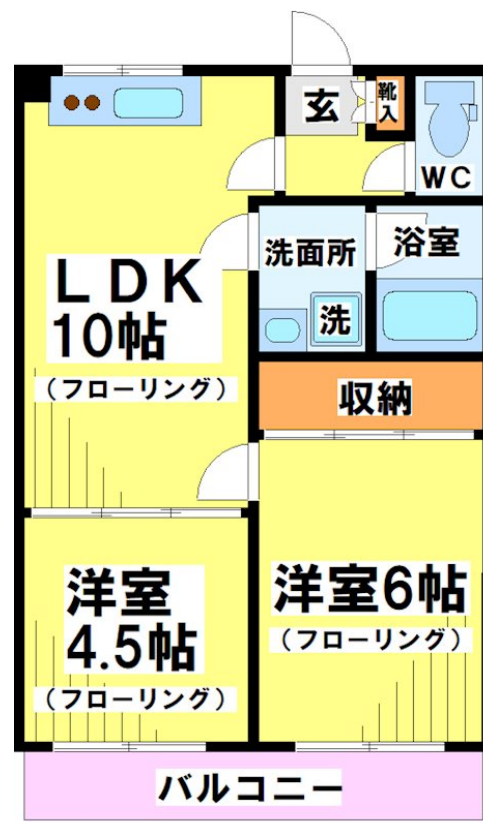 玄
靴入
WC
洗面所
浴室
洗
LDK
10帖
(フローリング)
収納
洋室
4.5帖
(フローリング)
洋室6帖
(フローリング)
バルコニー